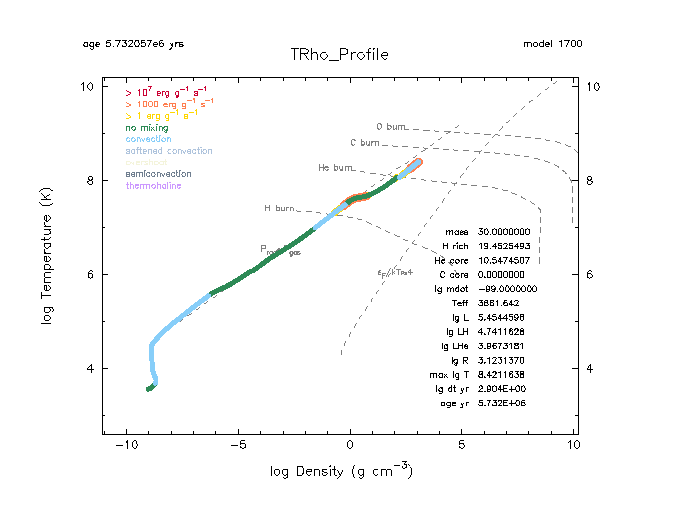 age 5.732057e6 yrs
model 1700
TRho_Profile
> 10^7 erg g^-1 s^-1
> 1000 erg g^-1 s^-1
> 1 erg g^-1 s^-1
no mixing
convection
softened convection
overshoot
semiconvection
thermohaline
O burn
C burn
He burn
H burn
mass 30.0000000
H rich 19.4525493
He core 10.5474507
C core 0.0000000
lg mdot -99.0000000
Teff 3661.642
lg L 5.4544596
lg LH 4.7411628
lg LHe 3.9673181
lg R 3.1231370
max lg T 8.4211638
lg dt yr 2.904E+00
age yr 5.732E+06
10
8
6
4
10
8
6
4
-10
-5
0
5
10
log Temperature (K)
log Density (g cm^-3)